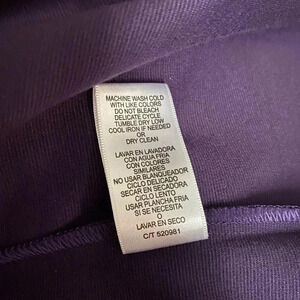 MACHINE WASH COLD
WITH LIKE COLORS
DO NOT BLEACH
DELICATE CYCLE
TUMBLE DRY LOW
COOL IRON IF NEEDED
OR
DRY CLEAN
LAVAR EN LAVADORA
CON AGUA FRIA
CON COLORES
SIMILARES
NO USAR BLANQUEADOR
CICLO DELICADO
SECAR EN SECADORA
CICLO LENTO
USAR PLANCHA FRIA
SI SE NECESITA
O
LAVAR EN SECO
C/T 520981